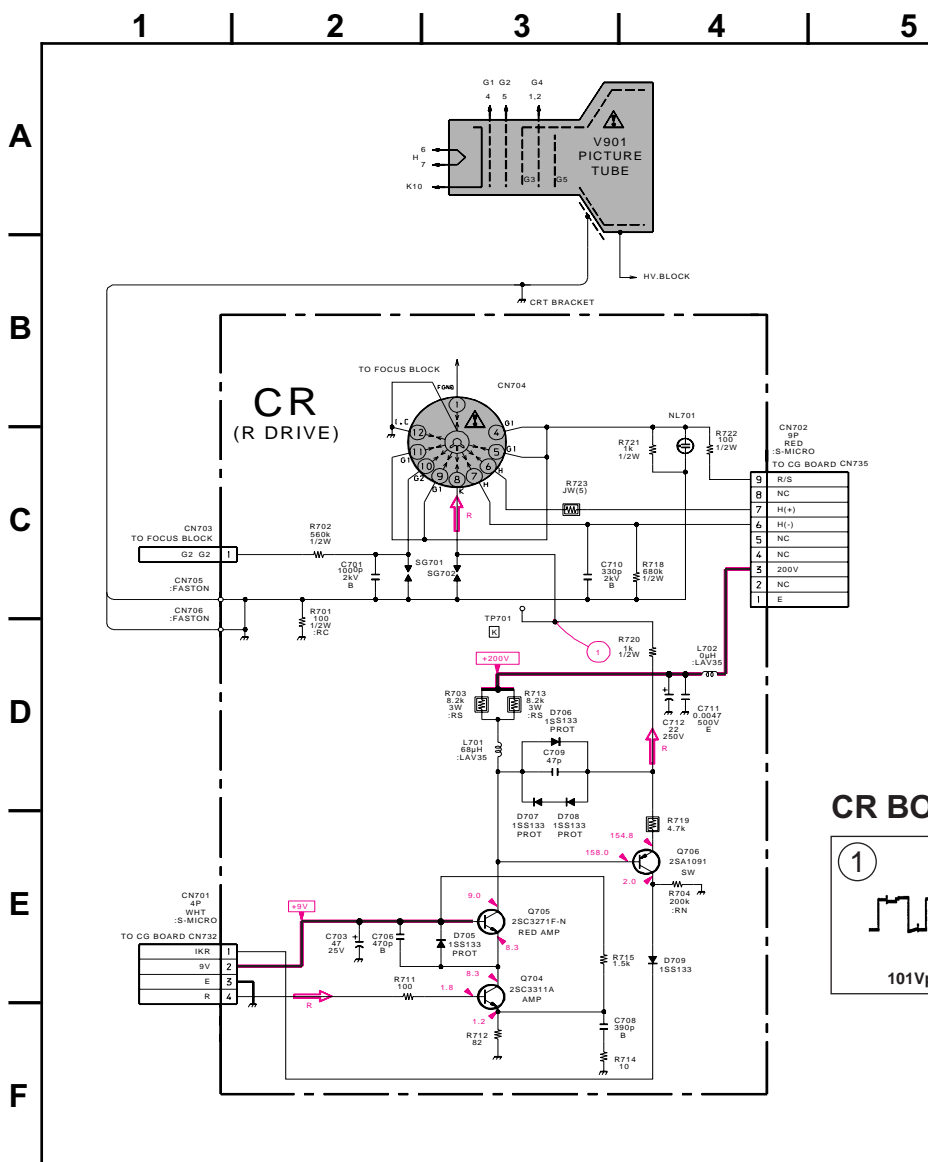 1 2 3 4 5
A
B
C
D
E
F
G1 G2 G4
4 5 1,2
H 6
7
K10
G3 G5
V901
PICTURE
TUBE
HV.BLOCK
CRT BRACKET
CR
(R DRIVE)
TO FOCUS BLOCK
CN704
FGND
I.C
1
12
11
10
9
8
7
6
5
4
G1
G1
H
H
K
G1
G2
G1
R
NL701
R721
1k
1/2W
R722
100
1/2W
R723
JW(5)
CN702
9P
RED
:S-MICRO
TO CG BOARD CN735
9 R/S
8 NC
7 H(+)
6 H(-)
5 NC
4 NC
3 200V
2 NC
1 E
CN703
TO FOCUS BLOCK
G2 G2 1
R702
560k
1/2W
C701
1000p
2kV
B
SG701
SG702
C710
330p
2kV
B
R718
680k
1/2W
CN705
:FASTON
CN706
:FASTON
R701
100
1/2W
:RC
TP701
K
1
R720
1k
1/2W
L702
0µH
:LAV35
+200V
R703
8.2k
3W
:RS
R713
8.2k
3W
:RS
C712
22
250V
C711
0.0047
500V
E
D706
1SS133
PROT
C709
47p
L701
68µH
:LAV35
R
D707
1SS133
PROT
D708
1SS133
PROT
R719
4.7k
154.8
158.0
2.0
Q706
2SA1091
SW
R704
200k
:RN
CR BO
1
101Vp
CN701
4P
WHT
:S-MICRO
TO CG BOARD CN732
IKR 1
9V 2
E 3
R 4
+9V
C703
47
25V
C706
470p
B
D705
1SS133
PROT
9.0
Q705
2SC3271F-N
RED AMP
8.3
8.3
Q704
2SC3311A
AMP
1.8
1.2
R711
100
R
R712
82
R715
1.5k
D709
1SS133
C708
390p
B
R714
10